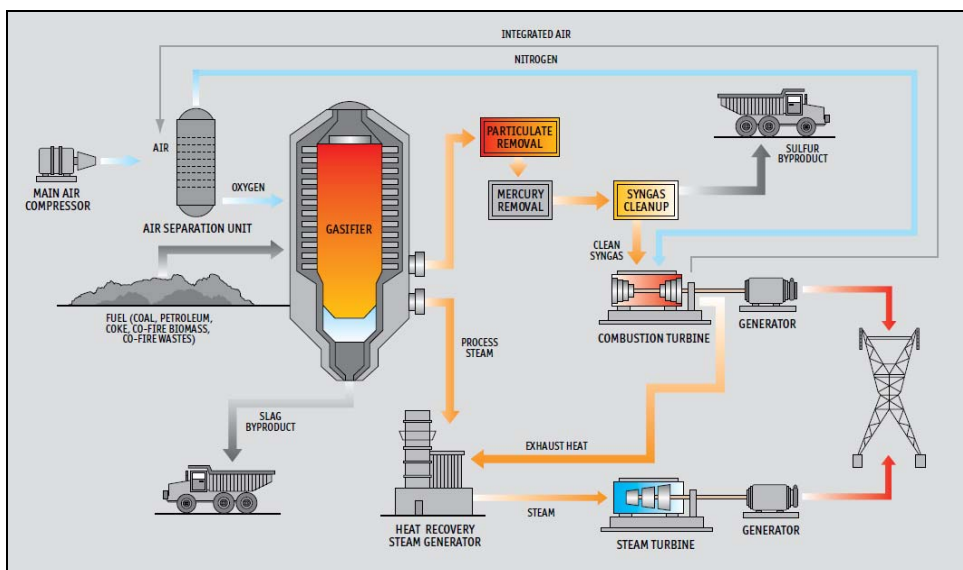 INTEGRATED AIR
NITROGEN
AIR
MAIN AIR
COMPRESSOR
OXYGEN
AIR SEPARATION UNIT
GASIFIER
PARTICULATE
REMOVAL
MERCURY
REMOVAL
SYNGAS
CLEANUP
SULFUR
BYPRODUCT
CLEAN
SYNGAS
FUEL (COAL, PETROLEUM,
COKE, CO-FIRE BIOMASS,
CO-FIRE WASTES)
COMBUSTION TURBINE
GENERATOR
PROCESS
STEAM
SLAG
BYPRODUCT
EXHAUST HEAT
HEAT RECOVERY
STEAM GENERATOR
STEAM
STEAM TURBINE
GENERATOR